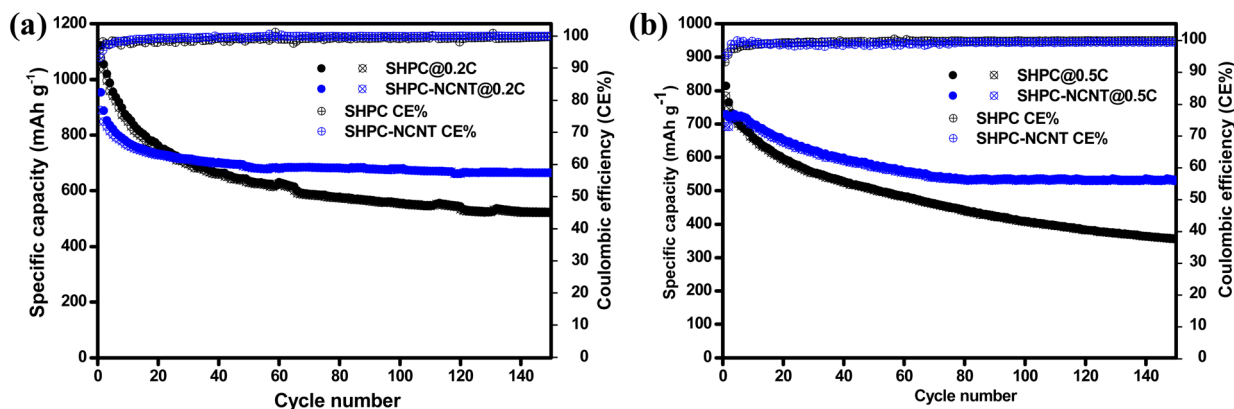 (a)
1200
1000
800
600
400
200
0
Specific capacity (mAh g-1)
0 20 40 60 80 100 120 140
Cycle number
100
90
80
70
60
50
40
30
20
10
0
Coulombic efficiency (CE%)
SHPC@0.2C
SHPC-NCNT@0.2C
SHPC CE%
SHPC-NCNT CE%
(b)
1000
900
800
700
600
500
400
300
200
100
0
Specific capacity (mAh g-1)
0 20 40 60 80 100 120 140
Cycle number
100
90
80
70
60
50
40
30
20
10
0
Coulombic efficiency (CE%)
SHPC@0.5C
SHPC-NCNT@0.5C
SHPC CE%
SHPC-NCNT CE%